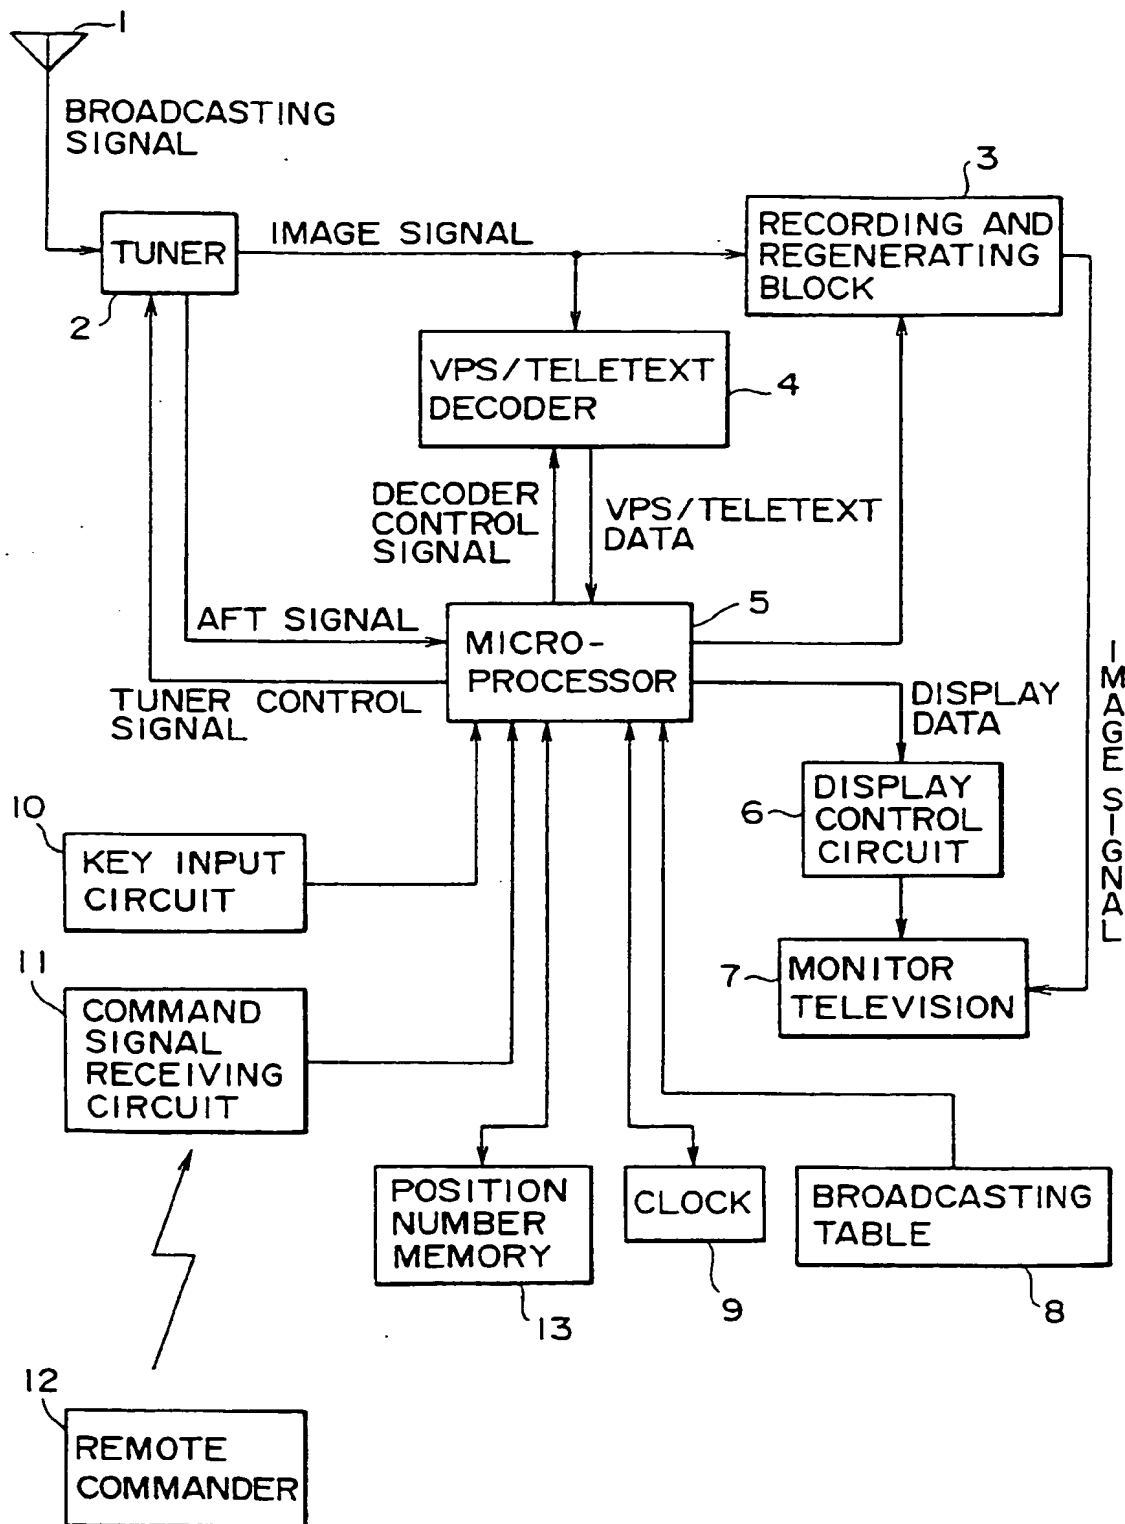 1
BROADCASTING
SIGNAL
TUNER
2
IMAGE SIGNAL
3
RECORDING AND
REGENERATING
BLOCK
VPS/TELETEXT
DECODER
4
DECODER
CONTROL
SIGNAL
VPS/TELETEXT
DATA
AFT SIGNAL
TUNER CONTROL
SIGNAL
5
MICRO-
PROCESSOR
DISPLAY
DATA
IMAGE SIGNAL
6
DISPLAY
CONTROL
CIRCUIT
7
MONITOR
TELEVISION
10
KEY INPUT
CIRCUIT
11
COMMAND
SIGNAL
RECEIVING
CIRCUIT
POSITION
NUMBER
MEMORY
13
CLOCK
9
BROADCASTING
TABLE
8
12
REMOTE
COMMANDER